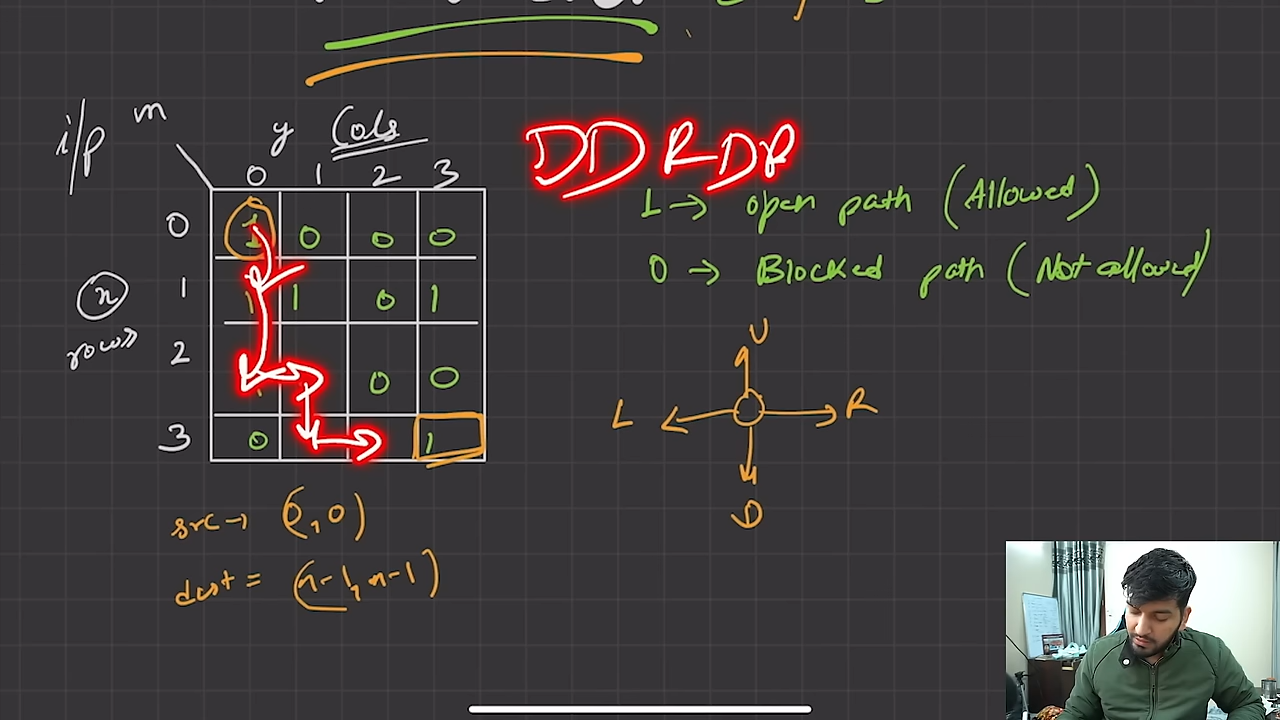 i/p m
y Cols
DDRDR
0 1 2 3
1 → open path (Allowed)
0 1 0 0 0
0 → Blocked path (Not allowed)
n 1 1 1 0 1
rows
2 0 0
U
L R
3 0 1
D
src → (0,0)
dest = (n-1, n-1)